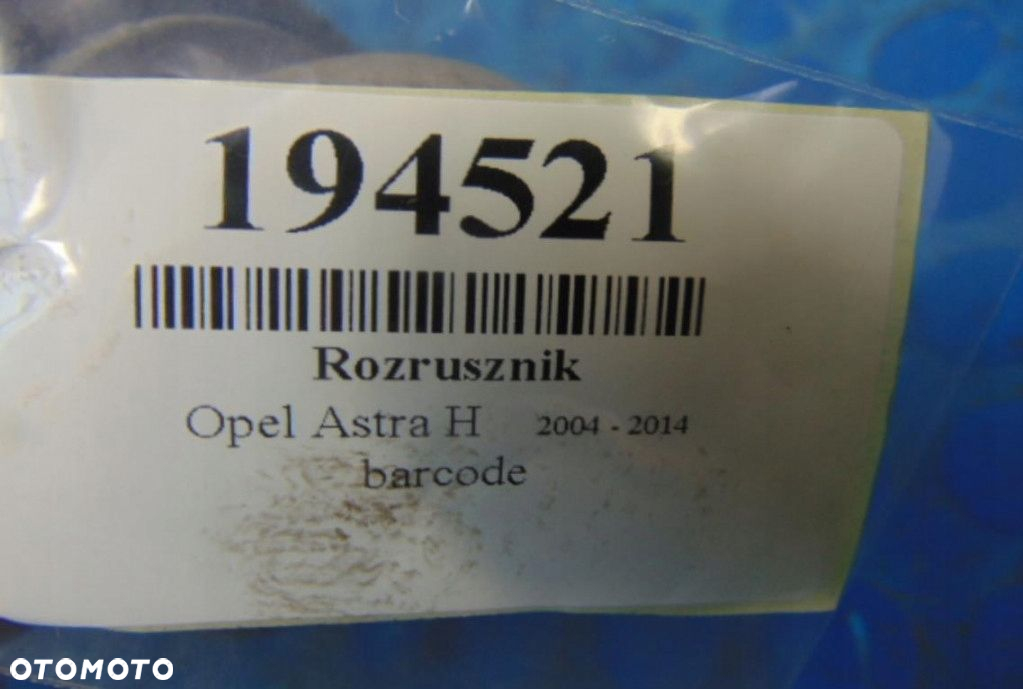 194521
Rozrusznik
Opel Astra H 2004 - 2014
barcode
OTOMOTO